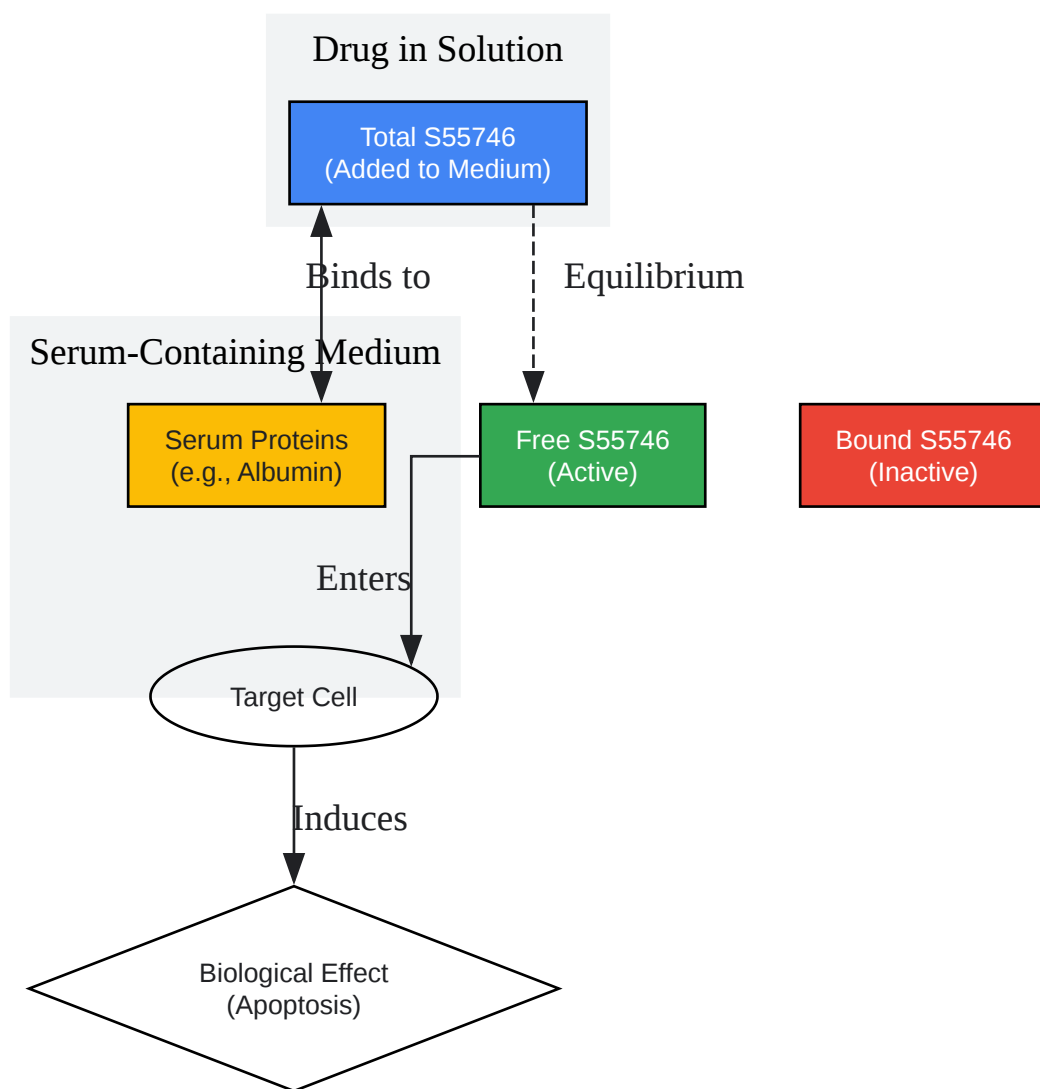 Drug in Solution
Total S55746
(Added to Medium)
Binds to
Equilibrium
Serum-Containing Medium
Serum Proteins
(e.g., Albumin)
Free S55746
(Active)
Bound S55746
(Inactive)
Enters
Target Cell
Induces
Biological Effect
(Apoptosis)